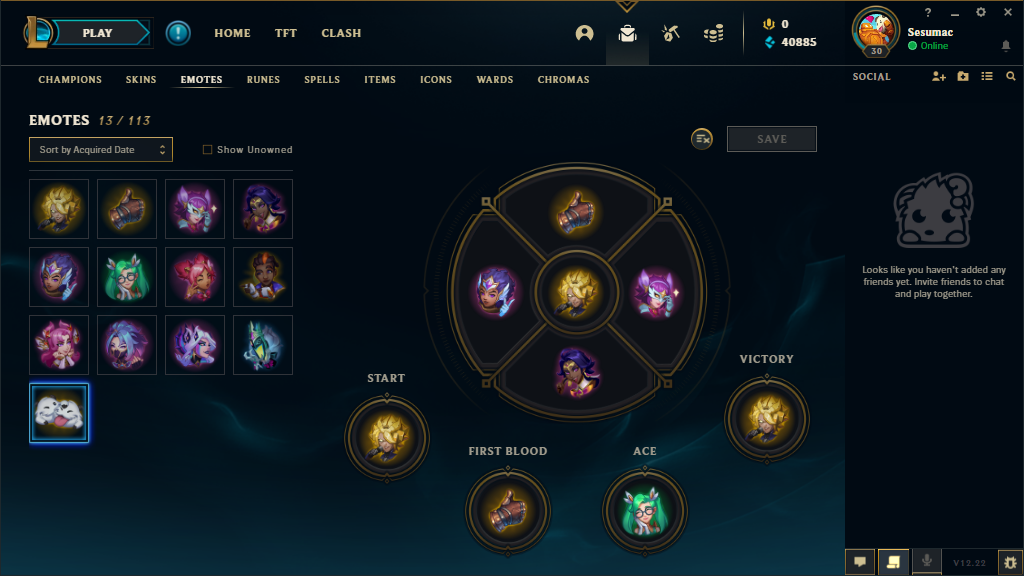 PLAY
HOME
TFT
CLASH
0
40885
30
Sesumac
Online
CHAMPIONS
SKINS
EMOTES
RUNES
SPELLS
ITEMS
ICONS
WARDS
CHROMAS
SOCIAL
EMOTES 13 / 113
Sort by Acquired Date
Show Unowned
SAVE
Looks like you haven't added any
friends yet. Invite friends to chat
and play together.
START
VICTORY
FIRST BLOOD
ACE
V12.22